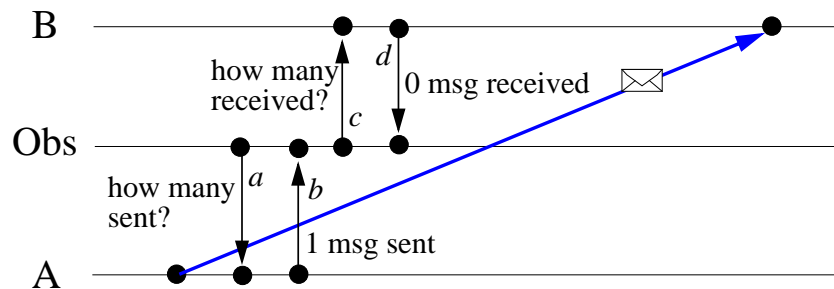 B
d
how many
received?
0 msg received
c
Obs
how many
sent?
a
b
1 msg sent
A